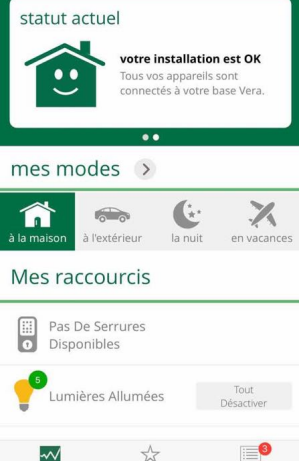 statut actuel
votre installation est OK
Tous vos appareils sont
connectés à votre base Vera.
mes modes
à la maison
à l'extérieur
la nuit
en vacances
Mes raccourcis
Pas De Serrures
Disponibles
5
Lumières Allumées
Tout
Désactiver
3